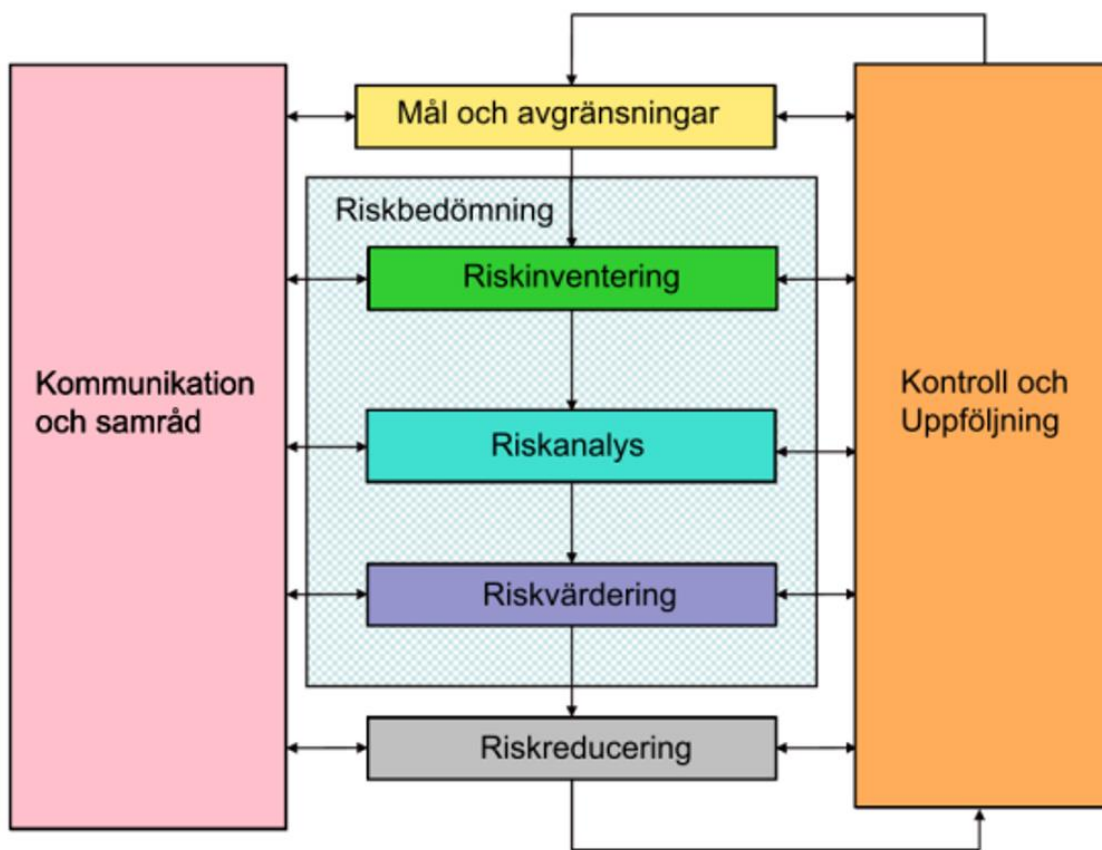 Mål och avgränsningar
Riskbedömning
Riskinventering
Kommunikation
och samråd
Kontroll och
Uppföljning
Riskanalys
Riskvärdering
Riskreducering